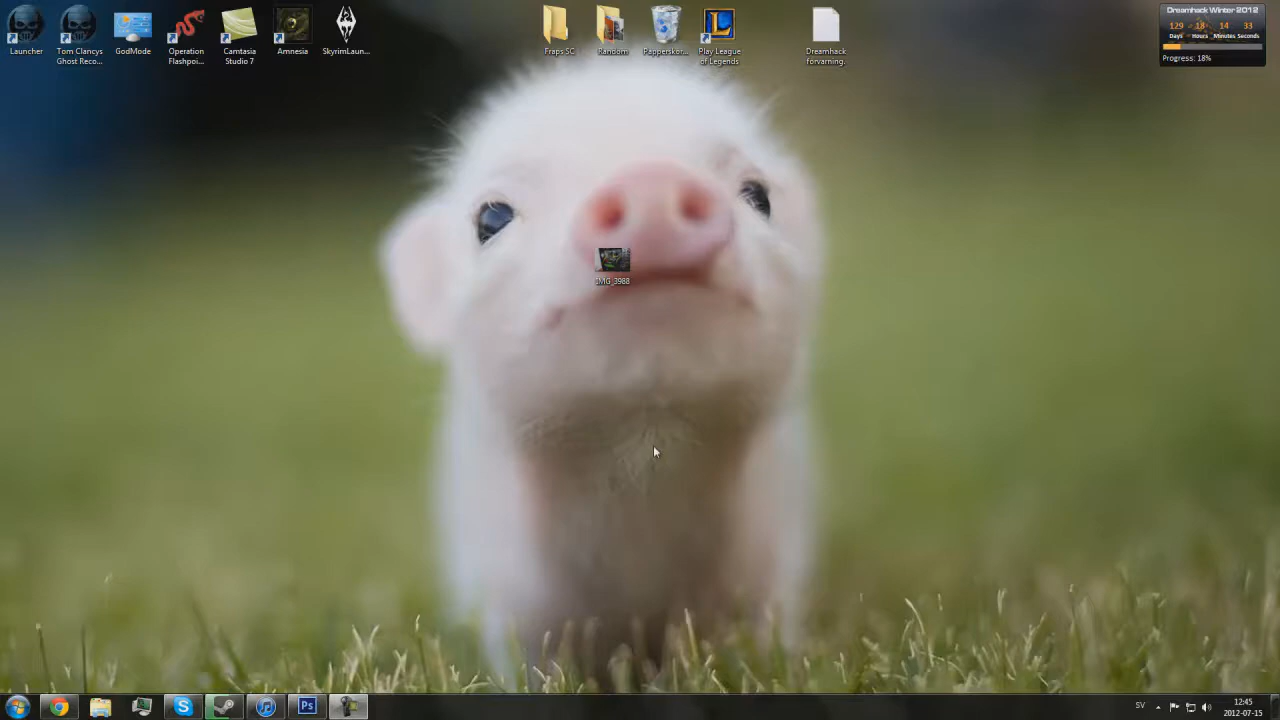 Launcher
Tom Clancys
Ghost Reco...
GodMode
Operation
Flashpoi...
Camtasia
Studio 7
Amnesia
SkyrimLaun...
Fraps SC
Random
Papperskor...
Play League
of Legends
Dreamhack
forvarning.
Dreamhack Winter 2012
129 18 14 33
Days Hours Minutes Seconds
Progress: 18%
IMG_3988
Ps
SV
12:45
2012-07-15